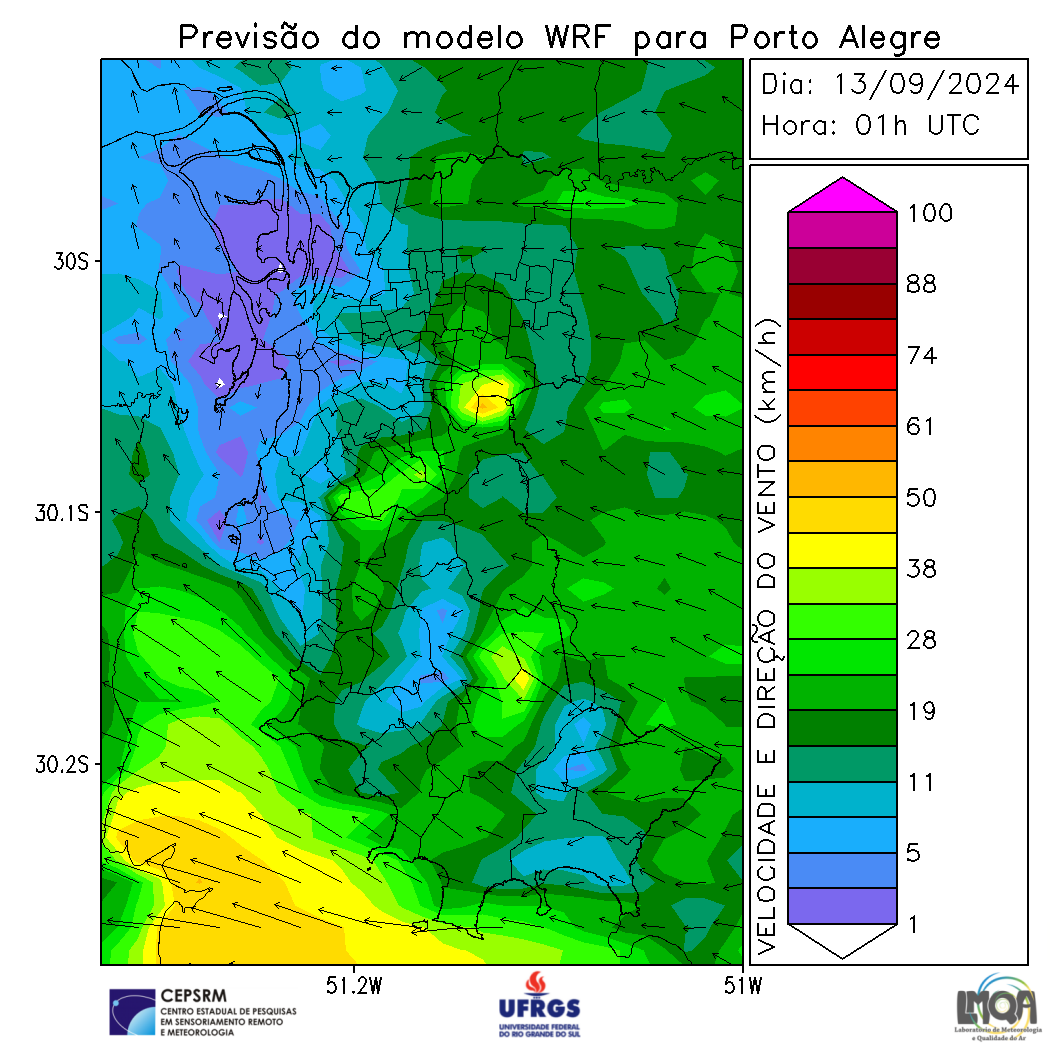 Previsão do modelo WRF para Porto Alegre
Dia: 13/09/2024
Hora: 01h UTC
30S
30.1S
30.2S
51.2W
51W
VELOCIDADE E DIREÇÃO DO VENTO (km/h)
100
88
74
61
50
38
28
19
11
5
1
CEPSRM
CENTRO ESTADUAL DE PESQUISAS
EM SENSORIAMENTO REMOTO
E METEOROLOGIA
UFRGS
UNIVERSIDADE FEDERAL
DO RIO GRANDE DO SUL
LMQA
Laboratório de Meteorologia
e Qualidade do Ar